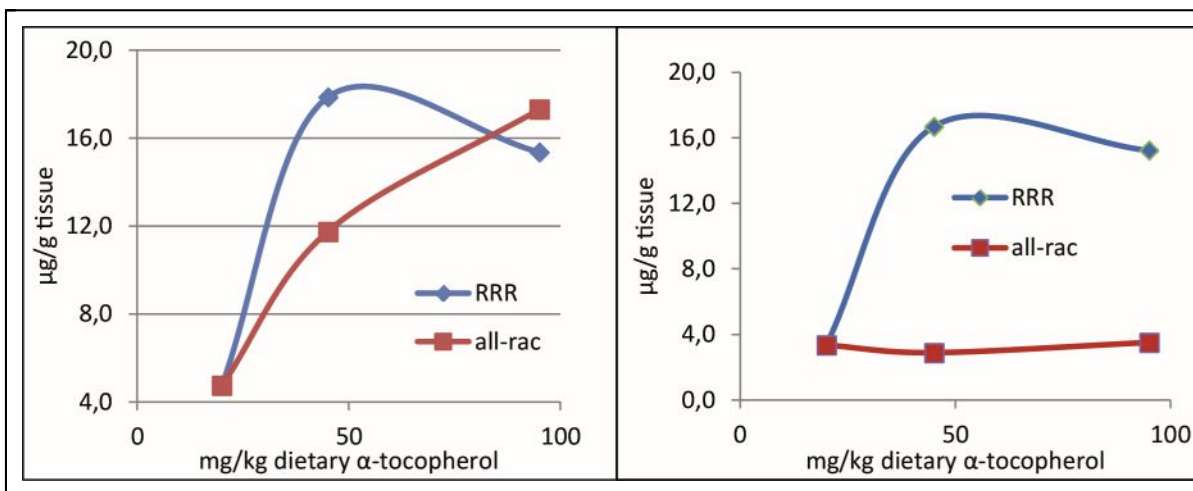 20,0
16,0
12,0
8,0
4,0
µg/g tissue
RRR
all-rac
0
50
100
mg/kg dietary α-tocopherol
20,0
16,0
12,0
8,0
4,0
0,0
µg/g tissue
RRR
all-rac
0
50
100
mg/kg dietary α-tocopherol